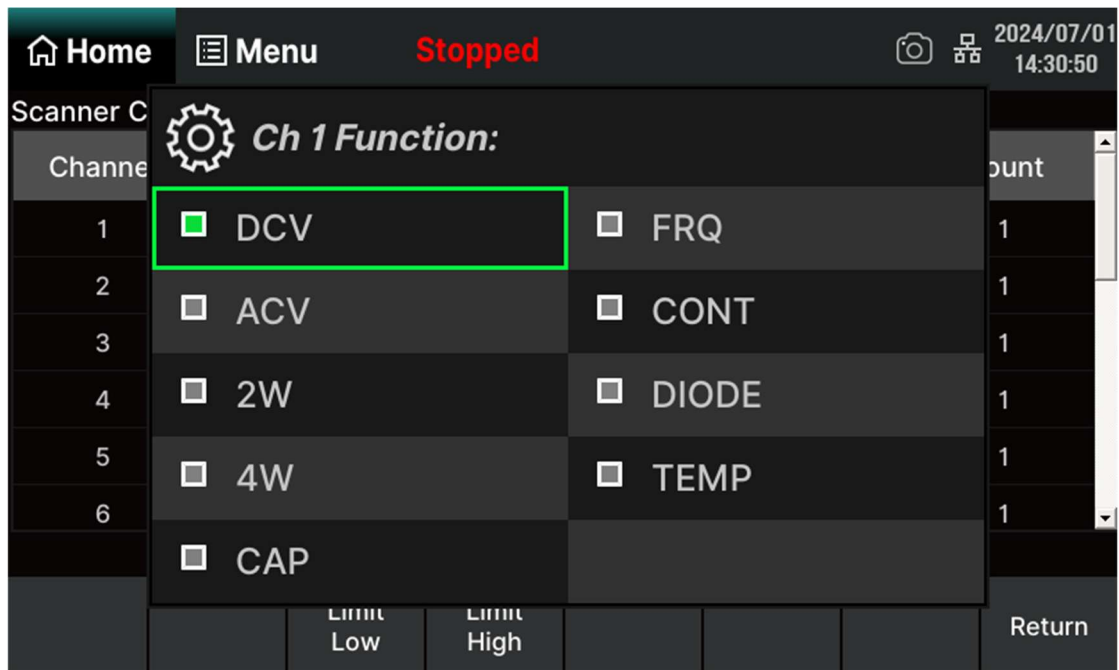 Home Menu Stopped 2024/07/01
14:30:50
Scanner C
Ch 1 Function:
Channe ount
1 DCV FRQ 1
2 ACV CONT 1
3 1
4 2W DIODE 1
5 4W TEMP 1
6 1
CAP
Limit Limit
Low High Return